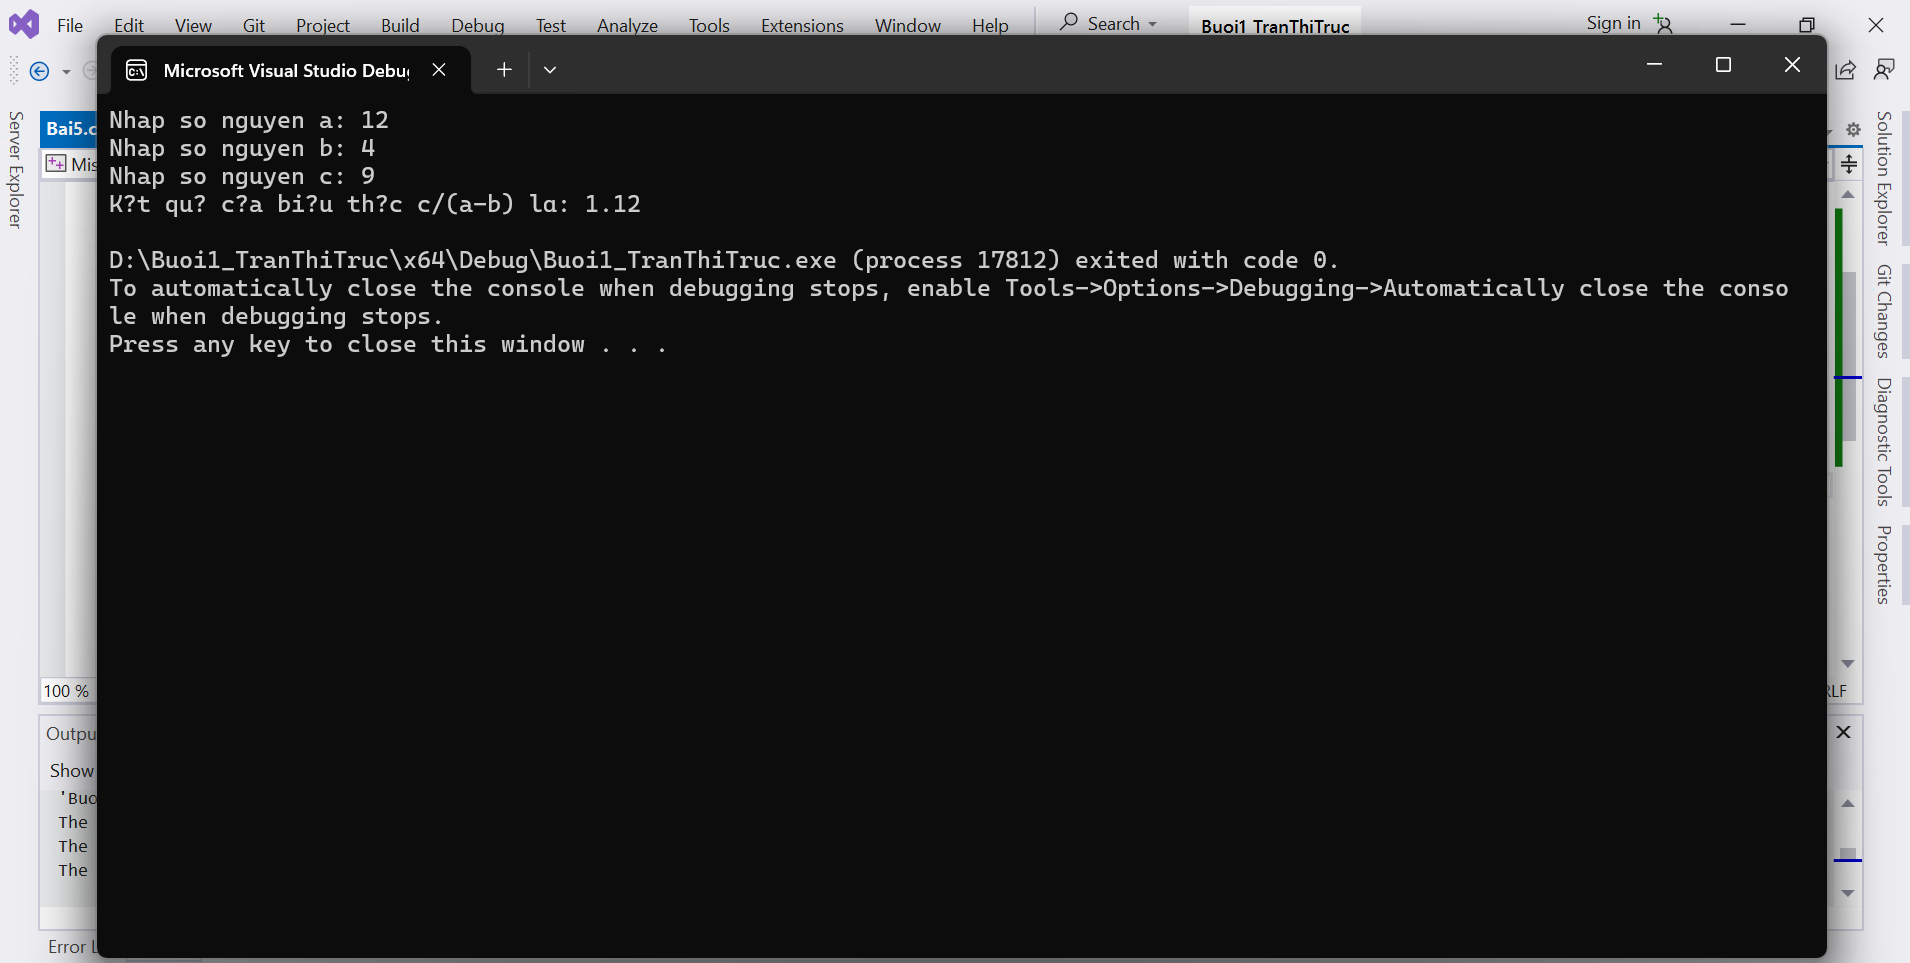 File Edit View Git Project Build Debug Test Analyze Tools Extensions Window Help Search Buoi1_TranThiTruc Sign in
Microsoft Visual Studio Debu
Server Explorer
Bai5.c
Mis
Nhap so nguyen a: 12
Nhap so nguyen b: 4
Nhap so nguyen c: 9
K?t qu? c?a bi?u th?c c/(a-b) la: 1.12
D:\Buoi1_TranThiTruc\x64\Debug\Buoi1_TranThiTruc.exe (process 17812) exited with code 0.
To automatically close the console when debugging stops, enable Tools->Options->Debugging->Automatically close the conso
le when debugging stops.
Press any key to close this window . . .
Solution Explorer
Git Changes
Diagnostic Tools
Properties
100 %
RLF
Outpu
Show
'Buo
The
The
The
Error L